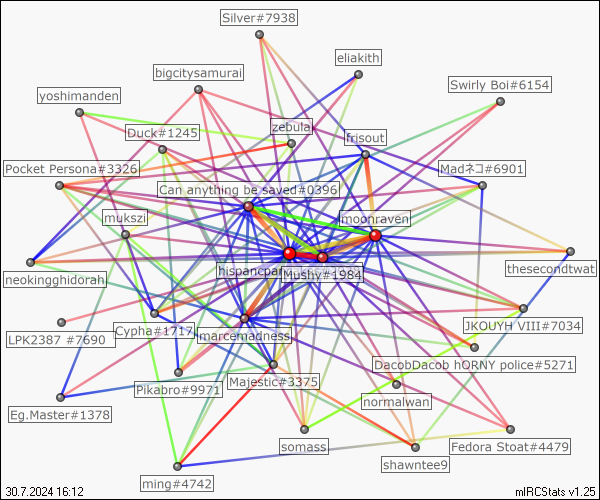 Silver#7938
eliakith
bigcitysamurai
Swirly Boi#6154
yoshimanden
zebula
Duck#1245
frisout
Pocket Persona#3326
Madネコ#6901
Can anything be saved#0396
mukszi
moonraven
hispancpa
Mushy#1984
thesecondtwat
neokingghidorah
JKOUYH VIII#7034
LPK2387 #7690
Cypha#1717
marcemadness
DacobDacob hORNY police#5271
Pikabro#9971
Majestic#3375
normalwan
Eg.Master#1378
somass
Fedora Stoat#4479
shawntee9
ming#4742
30.7.2024 16:12
mIRCStats v1.25